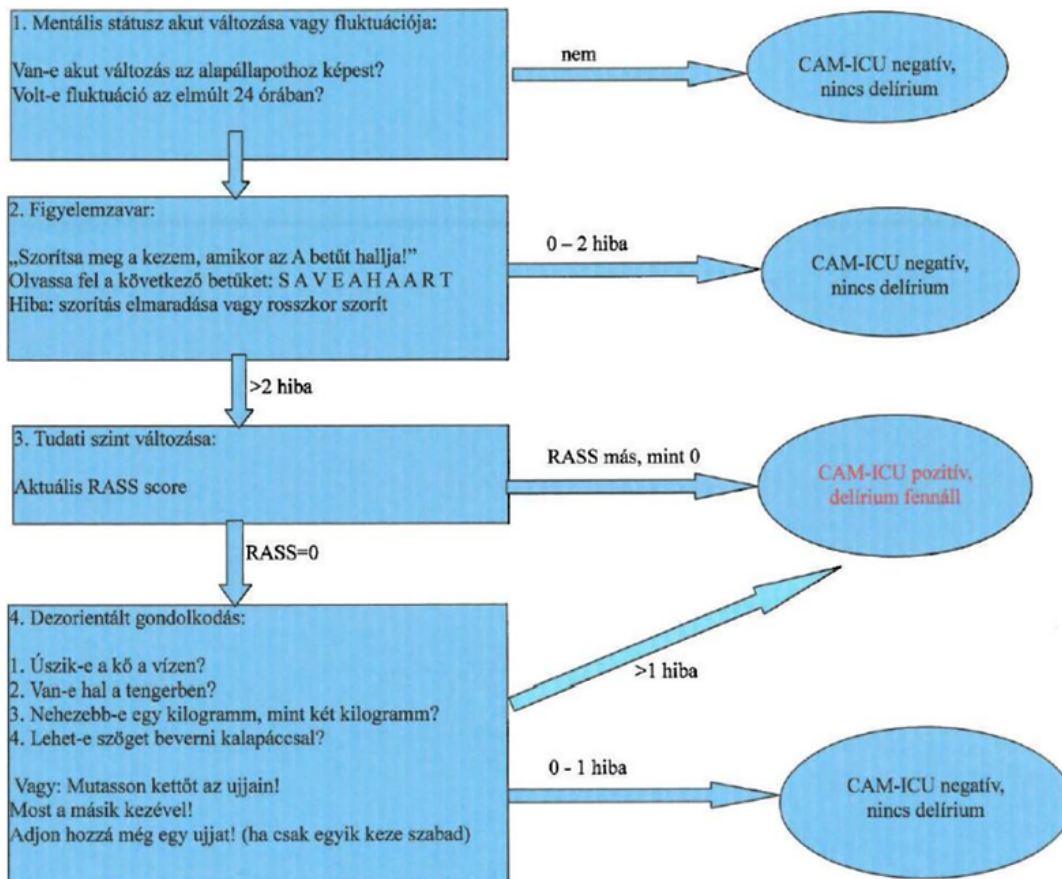 1. Mentális státusz akut változása vagy fluktuációja:
Van-e akut változás az alapállapothoz képest?
Volt-e fluktuáció az elmúlt 24 órában?
nem
CAM-ICU negatív,
nincs delírium
2. Figyelemzavar:
„Szorítsa meg a kezem, amikor az A betűt hallja!”
Olvassa fel a következő betűket: S A V E A H A A R T
Hiba: szorítás elmaradása vagy rosszkor szorít
0 – 2 hiba
CAM-ICU negatív,
nincs delírium
>2 hiba
3. Tudati szint változása:
Aktuális RASS score
RASS más, mint 0
CAM-ICU pozitív,
delírium fennáll
RASS=0
4. Dezorientált gondolkodás:
1. Úszik-e a kő a vízen?
2. Van-e hal a tengerben?
3. Nehezebb-e egy kilogramm, mint két kilogramm?
4. Lehet-e szöget beverni kalapáccsal?
Vagy: Mutasson kettőt az ujjain!
Most a másik kezével!
Adjon hozzá még egy ujjat! (ha csak egyik keze szabad)
>1 hiba
0 - 1 hiba
CAM-ICU negatív,
nincs delírium